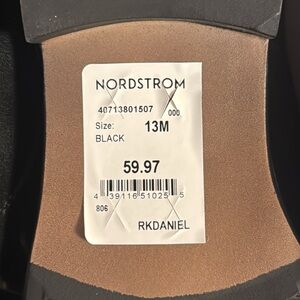 NORDSTROM
40713801507 000
Size: 13M
BLACK
59.97
4 39116 51025 5
806
RKDANIEL